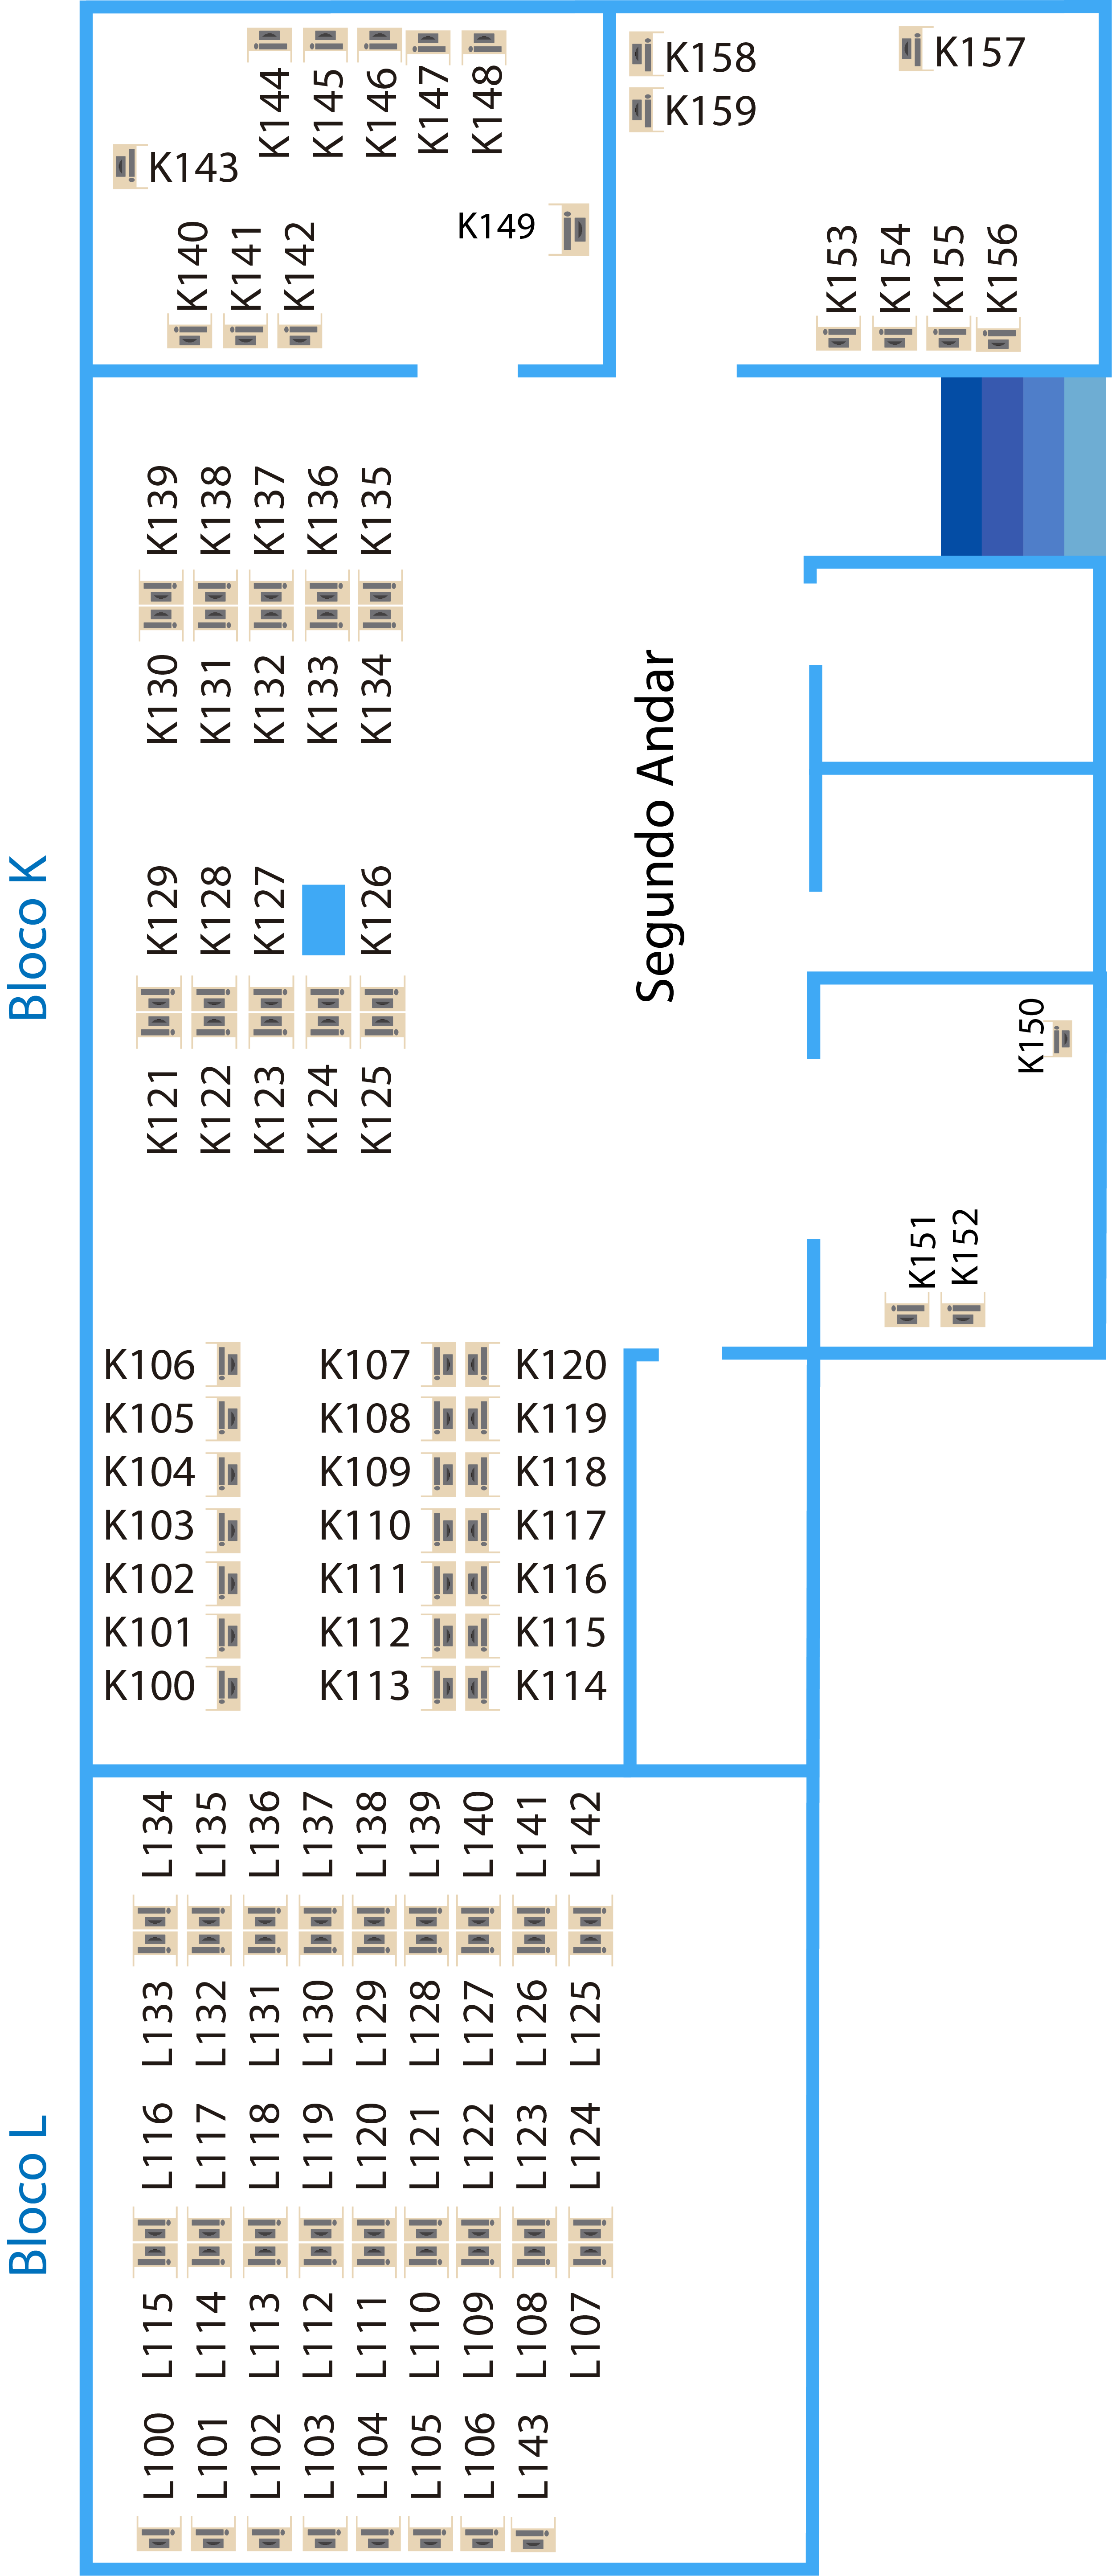 K144 K145 K146 K147 K148
K158
K157
K159
K143
K149
K140 K141 K142
K153 K154 K155 K156
K139 K138 K137 K136 K135
K130 K131 K132 K133 K134
Segundo Andar
Bloco K
K129 K128 K127 K126
K121 K122 K123 K124 K125
K150
K151 K152
K106 K107 K120
K105 K108 K119
K104 K109 K118
K103 K110 K117
K102 K111 K116
K101 K112 K115
K100 K113 K114
L134 L135 L136 L137 L138 L139 L140 L141 L142
L133 L132 L131 L130 L129 L128 L127 L126 L125
Bloco L
L116 L117 L118 L119 L120 L121 L122 L123 L124
L115 L114 L113 L112 L111 L110 L109 L108 L107
L100 L101 L102 L103 L104 L105 L106 L143